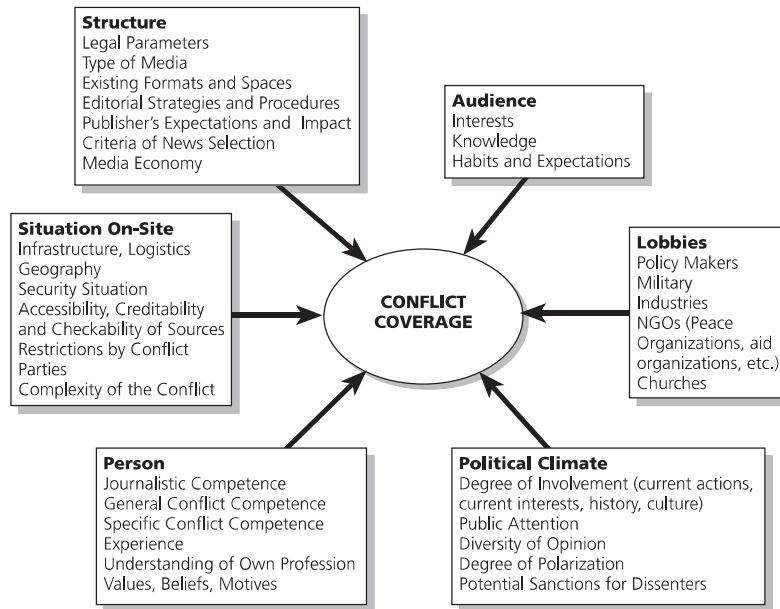 Structure
Legal Parameters
Type of Media
Existing Formats and Spaces
Editorial Strategies and Procedures
Publisher's Expectations and Impact
Criteria of News Selection
Media Economy
Audience
Interests
Knowledge
Habits and Expectations
Situation On-Site
Infrastructure, Logistics
Geography
Security Situation
Accessibility, Creditability
and Checkability of Sources
Restrictions by Conflict
Parties
Complexity of the Conflict
CONFLICT
COVERAGE
Lobbies
Policy Makers
Military
Industries
NGOs (Peace
Organizations, aid
organizations, etc.)
Churches
Person
Journalistic Competence
General Conflict Competence
Specific Conflict Competence
Experience
Understanding of Own Profession
Values, Beliefs, Motives
Political Climate
Degree of Involvement (current actions,
current interests, history, culture)
Public Attention
Diversity of Opinion
Degree of Polarization
Potential Sanctions for Dissenters